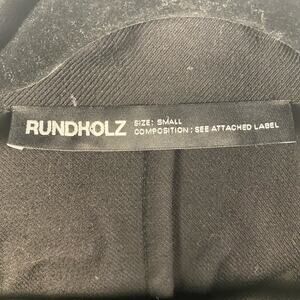 RUNDHOLZ
SIZE: SMALL
COMPOSITION: SEE ATTACHED LABEL